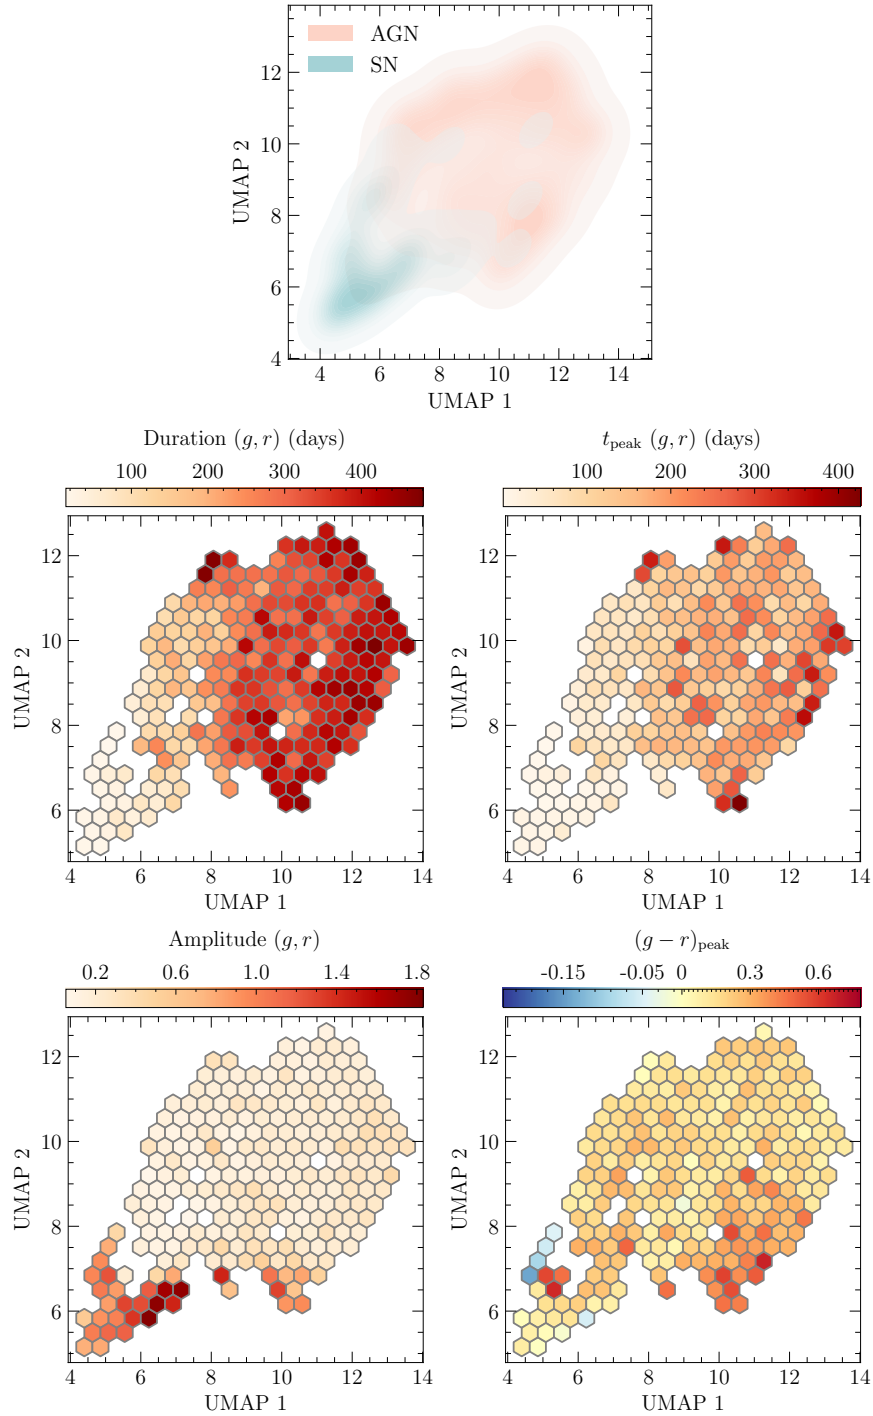 AGN
SN
12
10
8
6
4
UMAP 2
4 6 8 10 12 14
UMAP 1
Duration (g, r) (days)
100 200 300 400
12
10
8
6
UMAP 2
4 6 8 10 12 14
UMAP 1
t_peak (g, r) (days)
100 200 300 400
12
10
8
6
UMAP 2
4 6 8 10 12 14
UMAP 1
Amplitude (g, r)
0.2 0.6 1.0 1.4 1.8
12
10
8
6
UMAP 2
4 6 8 10 12 14
UMAP 1
(g − r)_peak
-0.15 -0.05 0 0.3 0.6
12
10
8
6
UMAP 2
4 6 8 10 12 14
UMAP 1